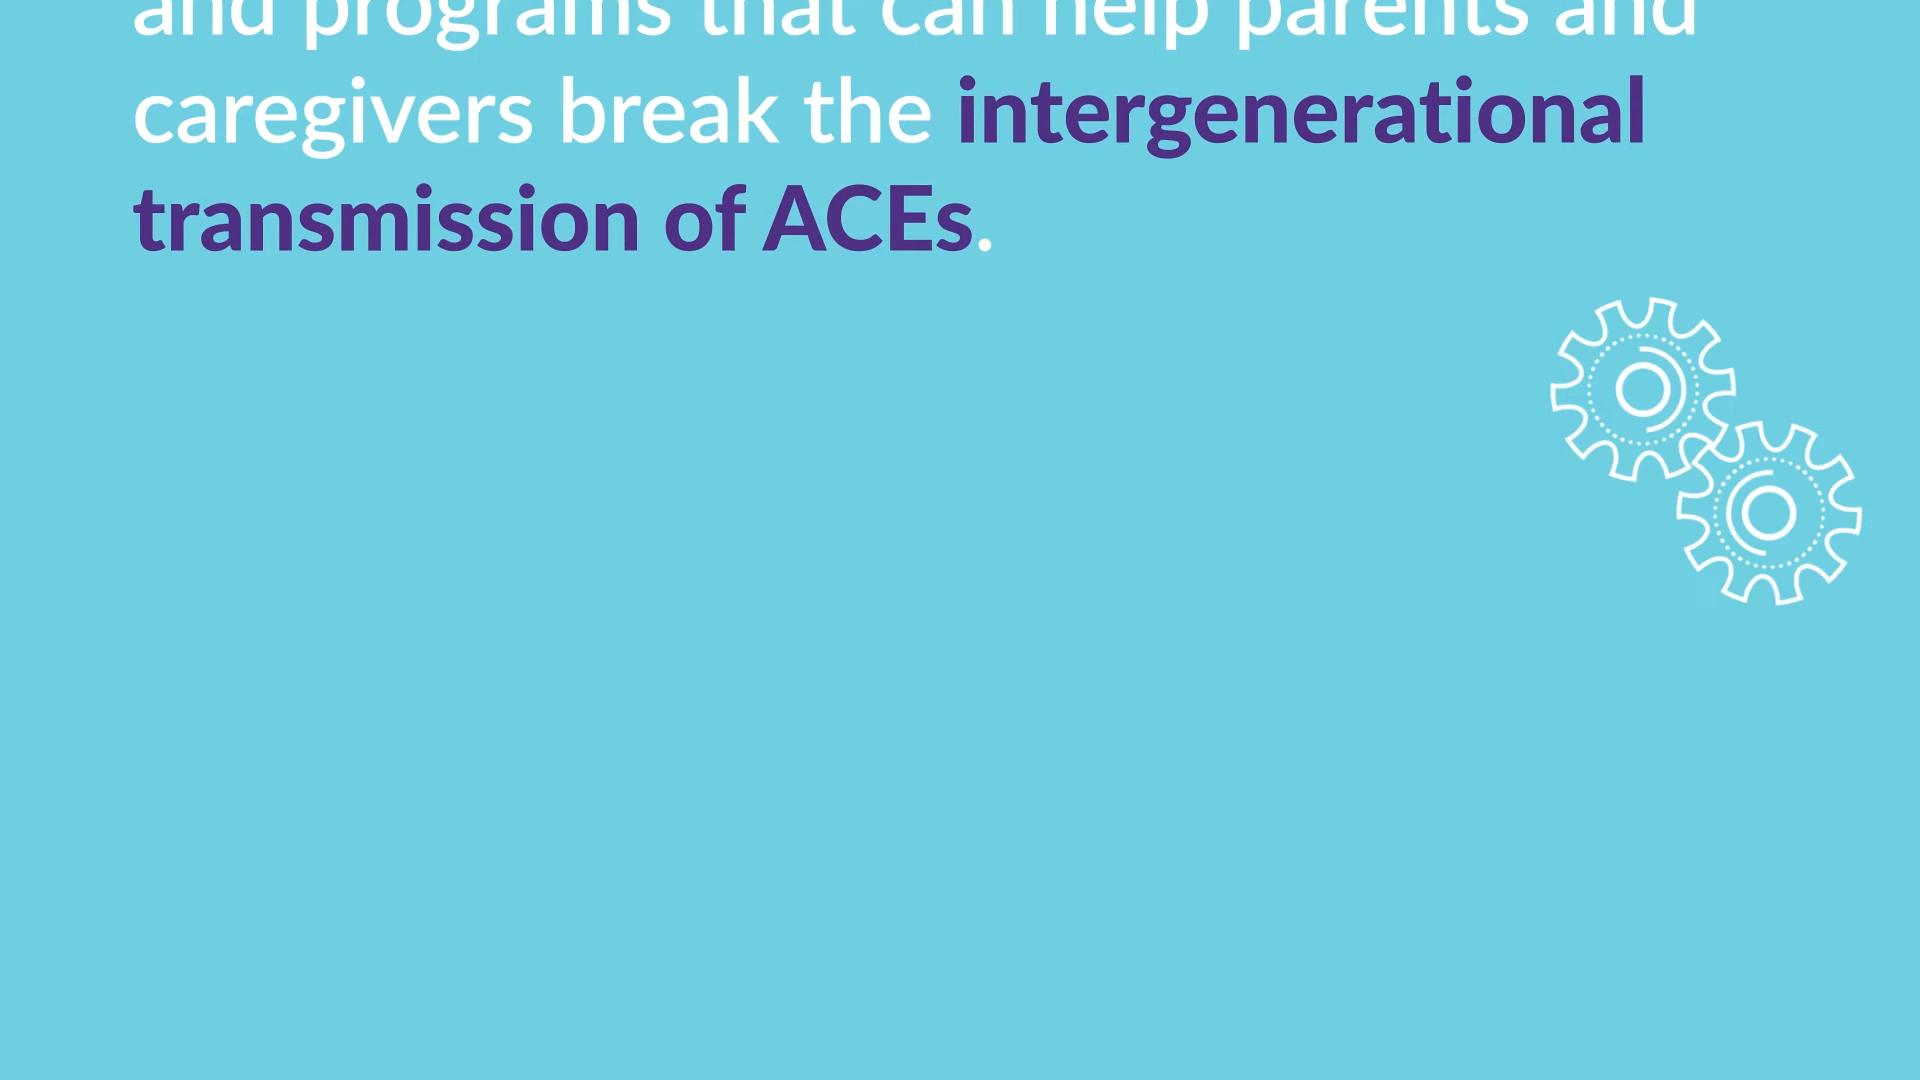 and programs that can help parents and
caregivers break the intergenerational
transmission of ACEs.